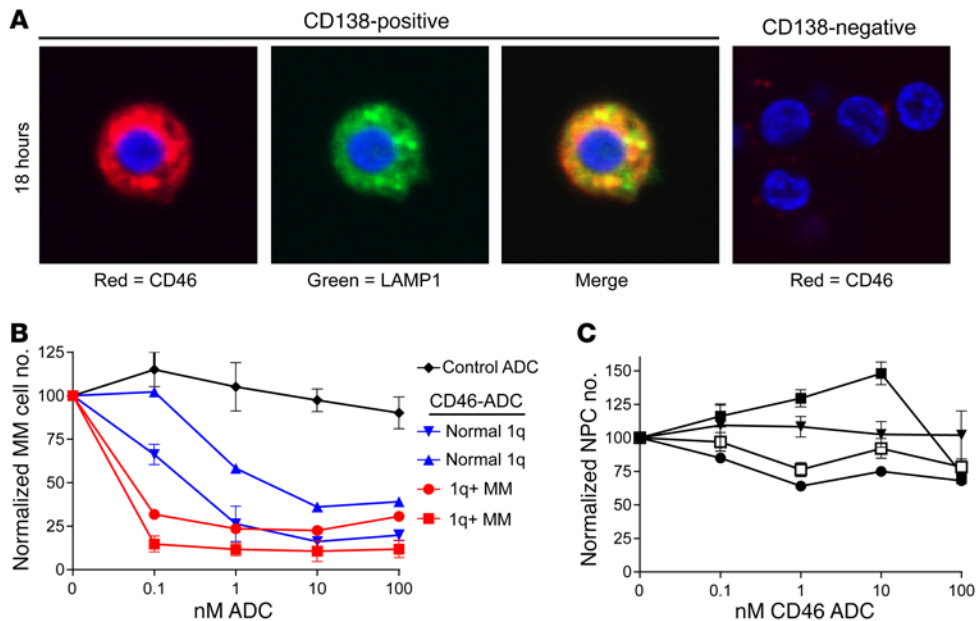 A
CD138-positive
CD138-negative
18 hours
Red = CD46
Green = LAMP1
Merge
Red = CD46
B
Normalized MM cell no.
125
100
75
50
25
0
0
0.1
1
10
100
nM ADC
Control ADC
CD46-ADC
Normal 1q
Normal 1q
1q+ MM
1q+ MM
C
Normalized NPC no.
150
125
100
75
50
25
0
0
0.1
1
10
100
nM CD46 ADC